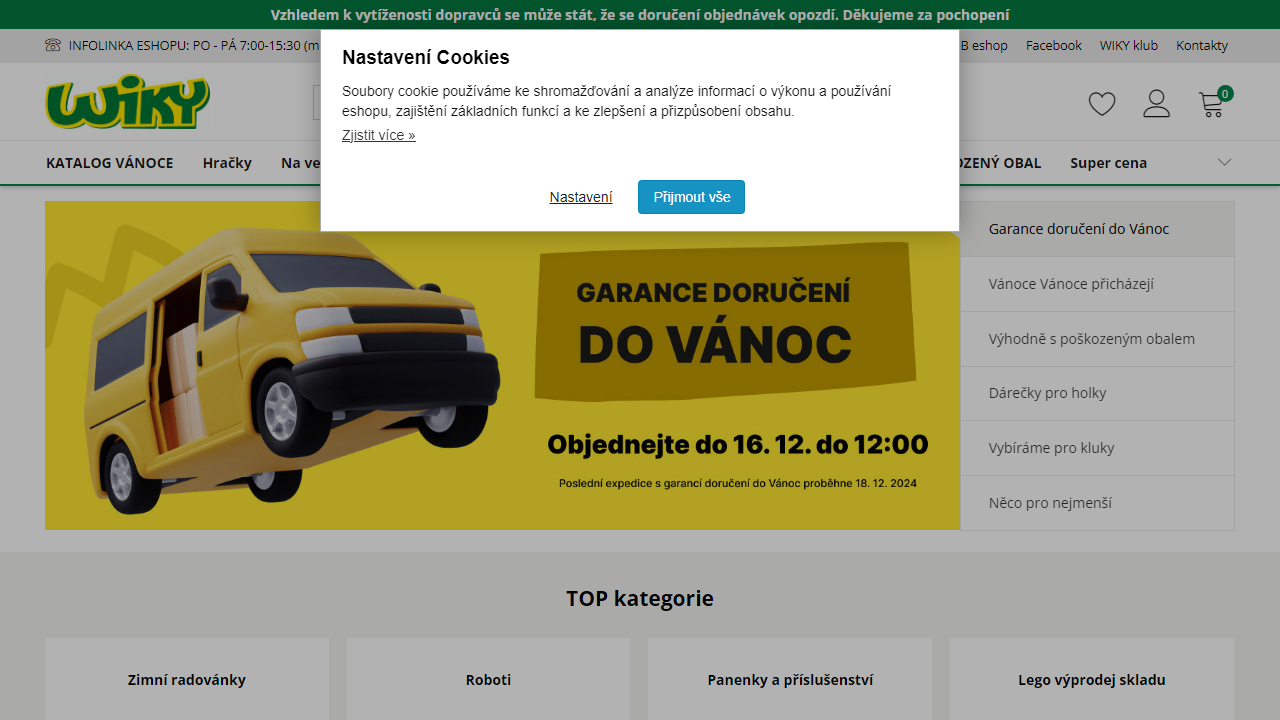 Vzhledem k vytíženosti dopravců se může stát, že se doručení objednávek opozdí. Děkujeme za pochopení
INFOLINKA ESHOPU: PO - PÁ 7:00-15:30 (m
B eshop
Facebook
WIKY klub
Kontakty
WIKY
0
Nastavení Cookies
Soubory cookie používáme ke shromažďování a analýze informací o výkonu a používání
eshopu, zajištění základních funkcí a ke zlepšení a přizpůsobení obsahu.
Zjistit více »
Nastavení
Přijmout vše
KATALOG VÁNOCE
Hračky
Na ve
OZENÝ OBAL
Super cena
GARANCE DORUČENÍ
DO VÁNOC
Objednejte do 16. 12. do 12:00
Poslední expedice s garancí doručení do Vánoc proběhne 18. 12. 2024
Garance doručení do Vánoc
Vánoce Vánoce přicházejí
Výhodně s poškozeným obalem
Dárečky pro holky
Vybíráme pro kluky
Něco pro nejmenší
TOP kategorie
Zimní radovánky
Roboti
Panenky a příslušenství
Lego výprodej skladu